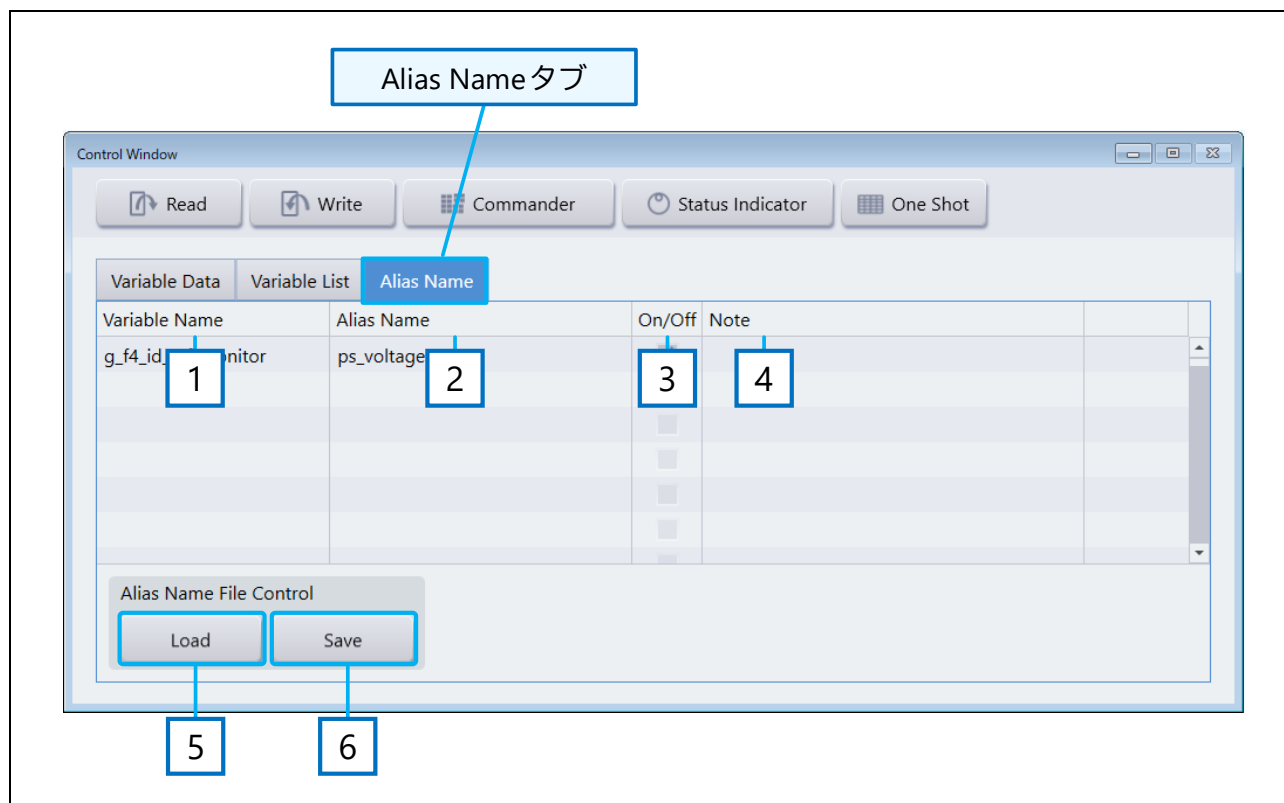 Alias Nameタブ
Control Window
Read Write Commander Status Indicator One Shot
Variable Data Variable List Alias Name
Variable Name Alias Name On/Off Note
ps_voltage
1 2 3 4
Alias Name File Control
Load Save
5 6